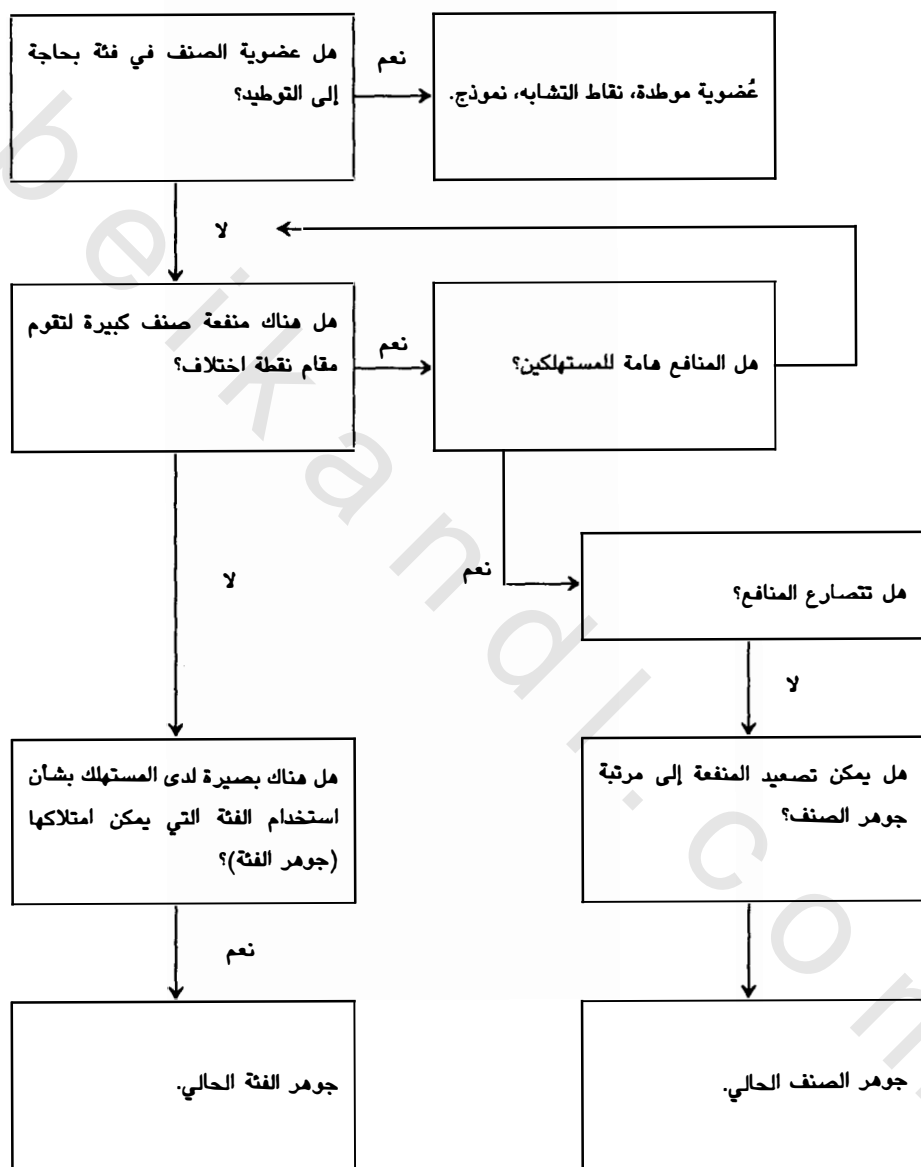 هل عضوية الصنف في فئة بحاجة
إلى التوطيد؟
نعم
عُضوية موطدة، نقاط التشابه، نموذج.
لا
هل هناك منفعة صنف كبيرة لتقوم
مقام نقطة اختلاف؟
نعم
هل المنافع هامة للمستهلكين؟
لا
نعم
هل تتصارع المنافع؟
لا
هل هناك بصيرة لدى المستهلك بشأن
استخدام الفئة التي يمكن امتلاكها
(جوهر الفئة)؟
هل يمكن تصعيد المنفعة إلى مرتبة
جوهر الصنف؟
نعم
جوهر الفئة الحالي.
جوهر الصنف الحالي.
beikandl.com